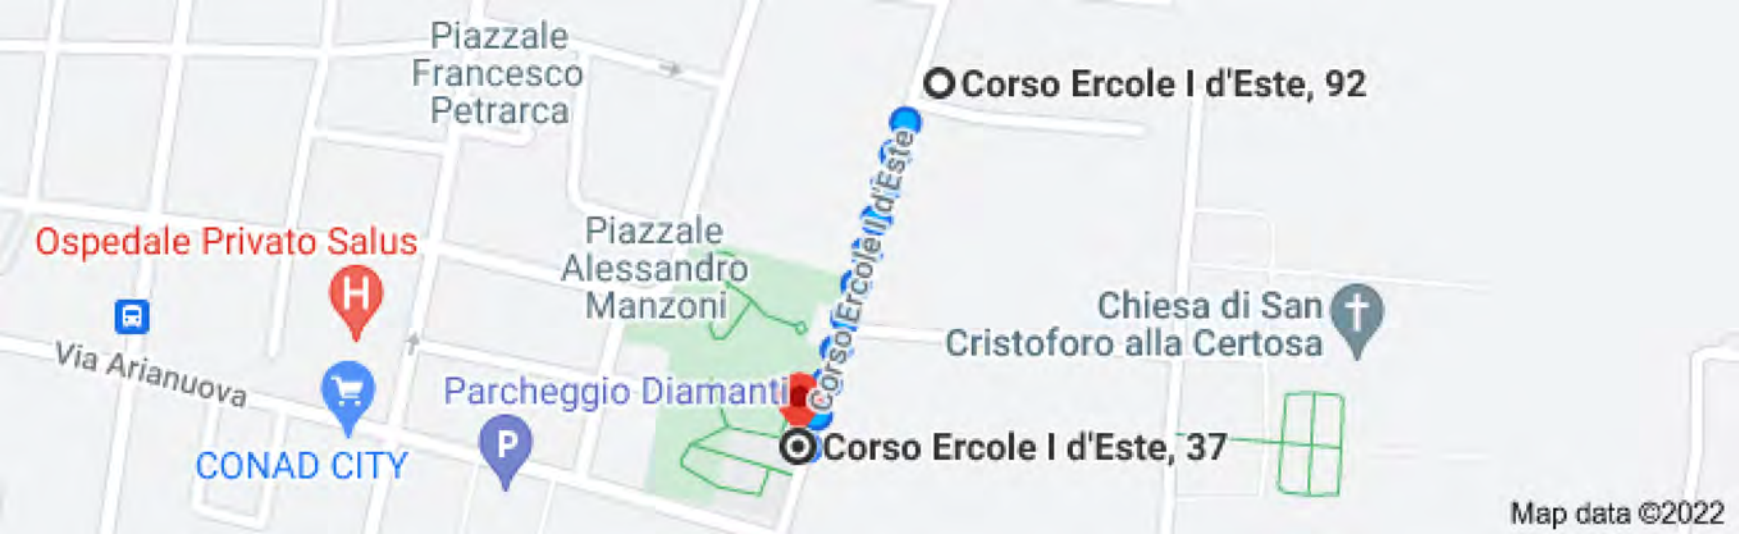 Piazzale
Francesco
Petrarca
Corso Ercole I d'Este, 92
Corso Ercole I d'Este
Ospedale Privato Salus
H
Piazzale
Alessandro
Manzoni
Chiesa di San
Cristoforo alla Certosa
Via Arianuova
Parcheggio Diamanti
P
Corso Ercole I d'Este, 37
CONAD CITY
Map data ©2022